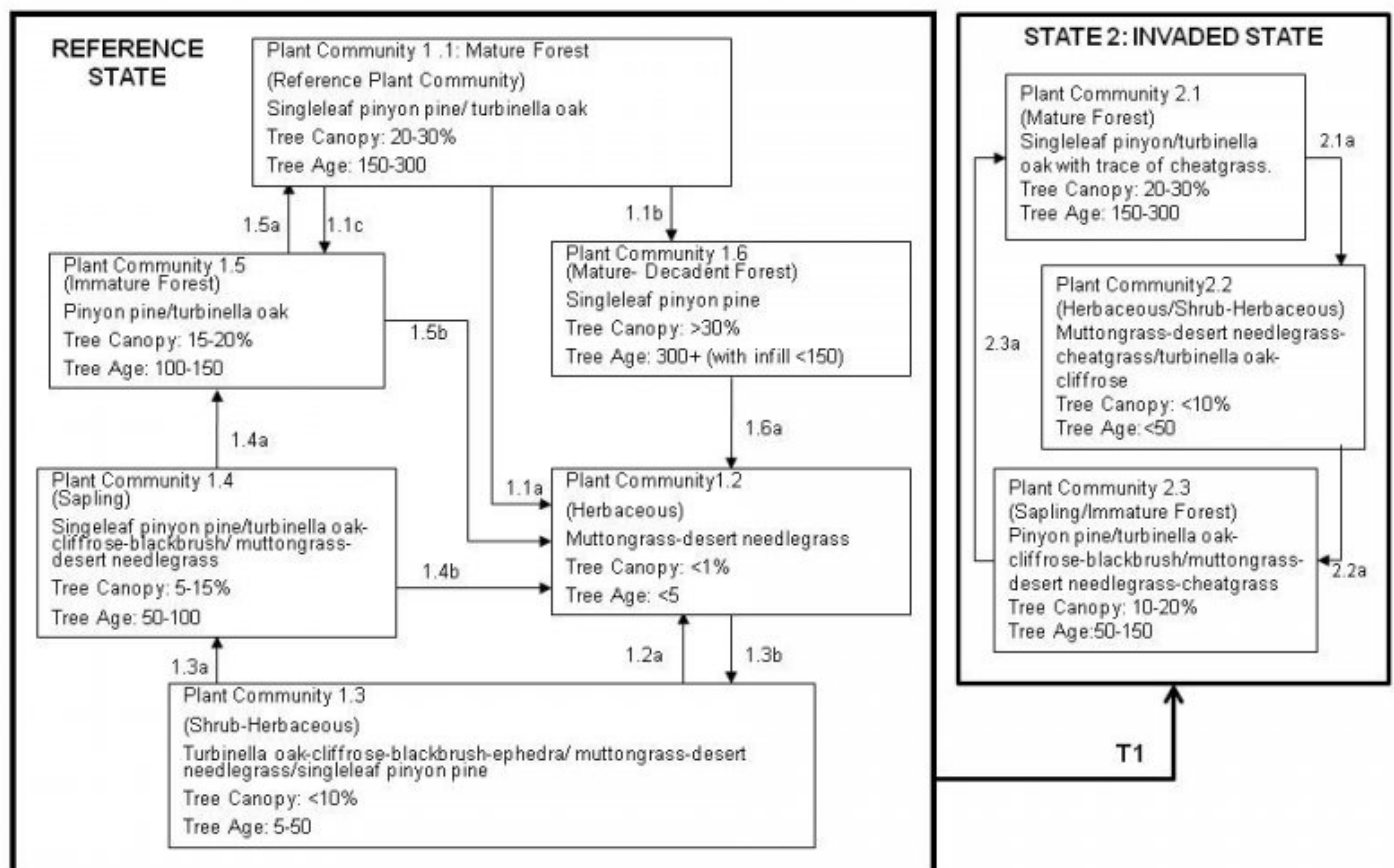 REFERENCE
STATE
Plant Community 1 .1: Mature Forest
(Reference Plant Community)
Singleleaf pinyon pine/ turbinella oak
Tree Canopy: 20-30%
Tree Age: 150-300
1.5a
1.1c
1.1b
Plant Community 1.5
(Immature Forest)
Pinyon pine/turbinella oak
Tree Canopy: 15-20%
Tree Age: 100-150
1.5b
Plant Community 1.6
(Mature- Decadent Forest)
Singleleaf pinyon pine
Tree Canopy: >30%
Tree Age: 300+ (with infill <150)
1.4a
1.6a
Plant Community 1.4
(Sapling)
Singeleaf pinyon pine/turbinella oak-
cliffrose-blackbrush/ muttongrass-
desert needlegrass
Tree Canopy: 5-15%
Tree Age: 50-100
1.1a
1.4b
Plant Community1.2
(Herbaceous)
Muttongrass-desert needlegrass
Tree Canopy: <1%
Tree Age: <5
1.3a
1.2a
1.3b
Plant Community 1.3
(Shrub-Herbaceous)
Turbinella oak-cliffrose-blackbrush-ephedra/ muttongrass-desert
needlegrass/singleleaf pinyon pine
Tree Canopy: <10%
Tree Age: 5-50
STATE 2: INVADED STATE
Plant Community 2.1
(Mature Forest)
Singleleaf pinyon/turbinella
oak with trace of cheatgrass.
Tree Canopy: 20-30%
Tree Age: 150-300
2.1a
Plant Community2.2
(Herbaceous/Shrub-Herbaceous)
Muttongrass-desert needlegrass-
cheatgrass/turbinella oak-
cliffrose
Tree Canopy: <10%
Tree Age:<50
2.3a
Plant Community 2.3
(Sapling/Immature Forest)
Pinyon pine/turbinella oak-
cliffrose-blackbrush/muttongrass-
desert needlegrass-cheatgrass
Tree Canopy: 10-20%
Tree Age:50-150
2.2a
T1